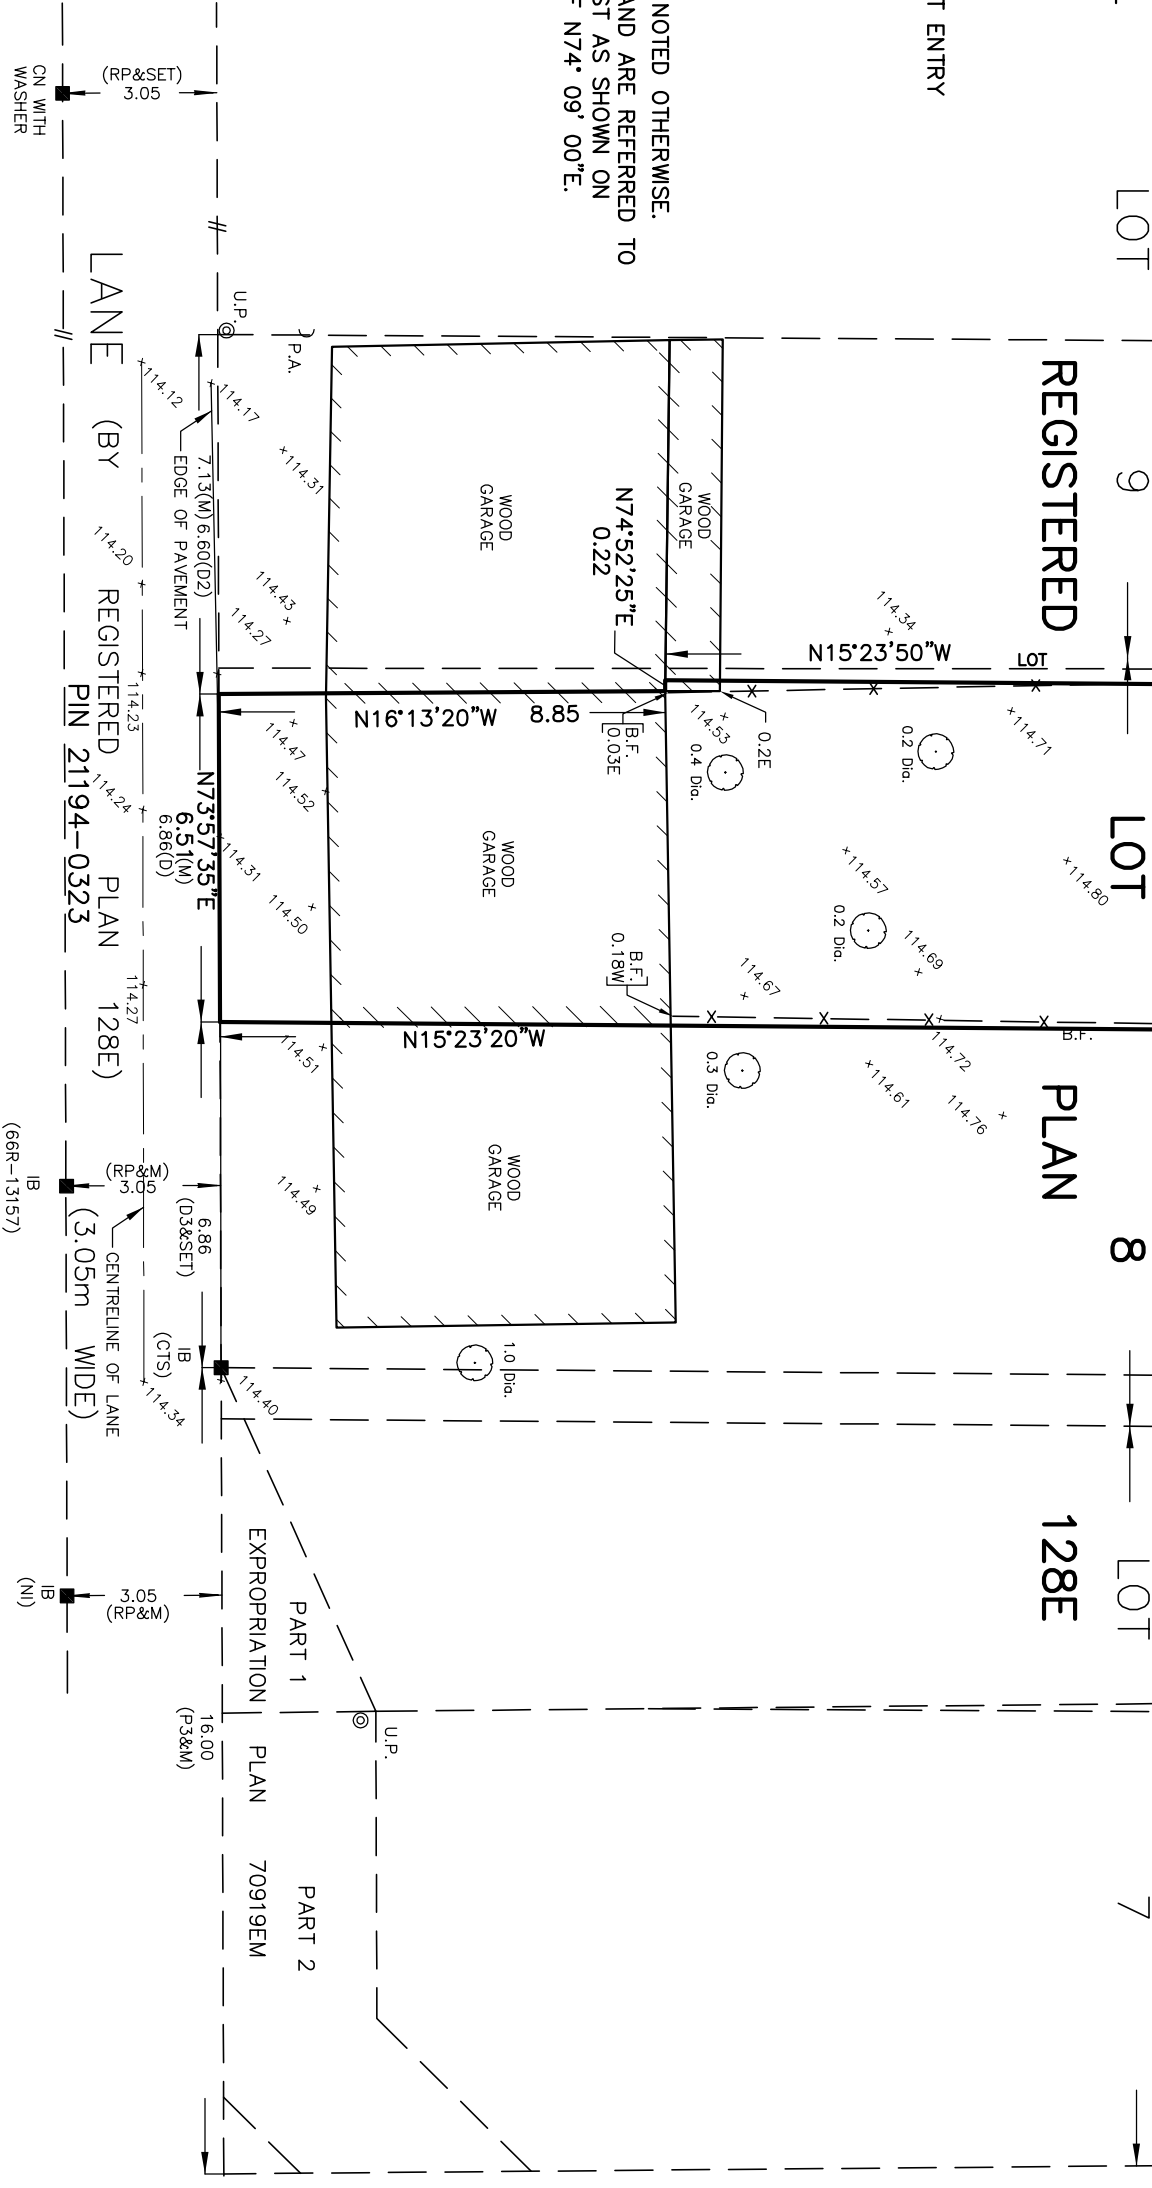 T ENTRY
NOTED OTHERWISE.
AND ARE REFERRED TO
ST AS SHOWN ON
F N74° 09' 00"E.
LOT 9
LOT 8
LOT 7
REGISTERED PLAN 128E
LOT
N15°23'50"W
114.34
114.71
114.80
0.2 Dia.
114.57
114.69
0.2 Dia.
B.F.
114.72
114.61
114.76
0.2E
114.53
0.4 Dia.
114.67
0.3 Dia.
WOOD
GARAGE
N74°52'25"E
0.22
B.F.
0.03E
B.F.
0.18W
WOOD
GARAGE
WOOD
GARAGE
WOOD
GARAGE
N16°13'20"W 8.85
N15°23'20"W
1.0 Dia.
U.P.
P.A.
114.31
114.43
114.27
114.47
114.52
114.50
114.51
114.49
114.40
U.P.
PART 1
PART 2
EXPROPRIATION PLAN 70919EM
114.17
7.13(M) 6.60(D2)
EDGE OF PAVEMENT
N73°57'35"E
6.51(M)
6.86(D)
114.31
6.86
(D3&SET)
IB
(CTS)
16.00
(P3&M)
114.12
114.20
114.23
114.24
114.27
114.34
(RP&SET)
3.05
(RP&M)
3.05
3.05
(RP&M)
CENTRELINE OF LANE
LANE (BY REGISTERED PLAN 128E) (3.05m WIDE)
PIN 21194-0323
CN WITH
WASHER
IB
(66R-13157)
IB
(NI)